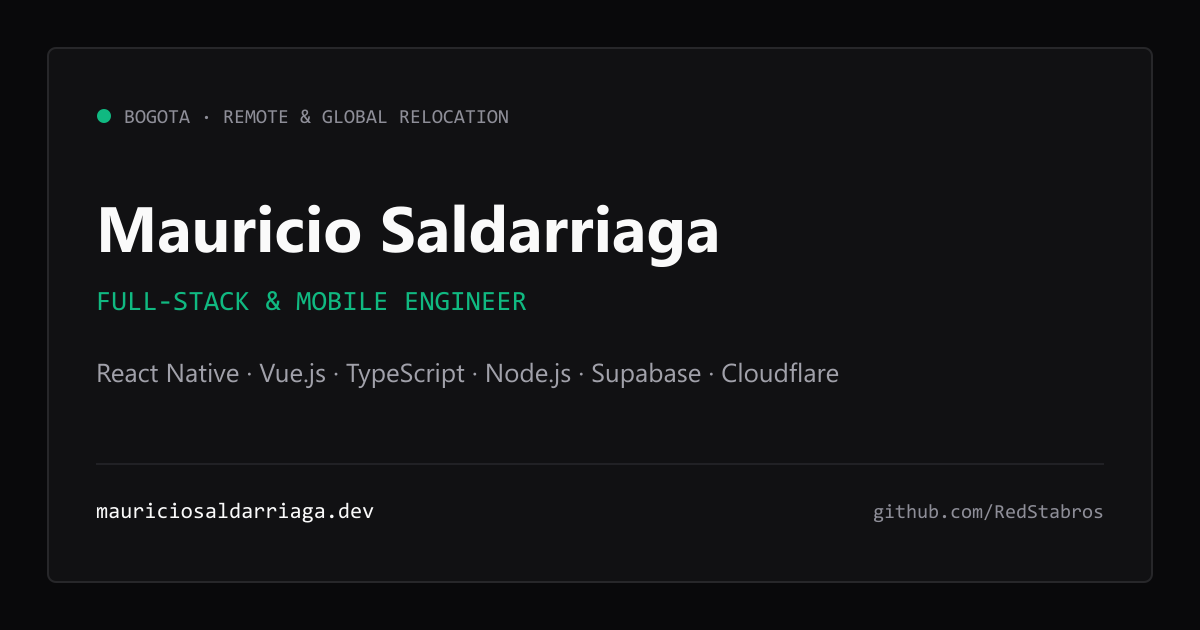 BOGOTA · REMOTE & GLOBAL RELOCATION
Mauricio Saldarriaga
FULL-STACK & MOBILE ENGINEER
React Native · Vue.js · TypeScript · Node.js · Supabase · Cloudflare
mauriciosaldarriaga.dev
github.com/RedStabros